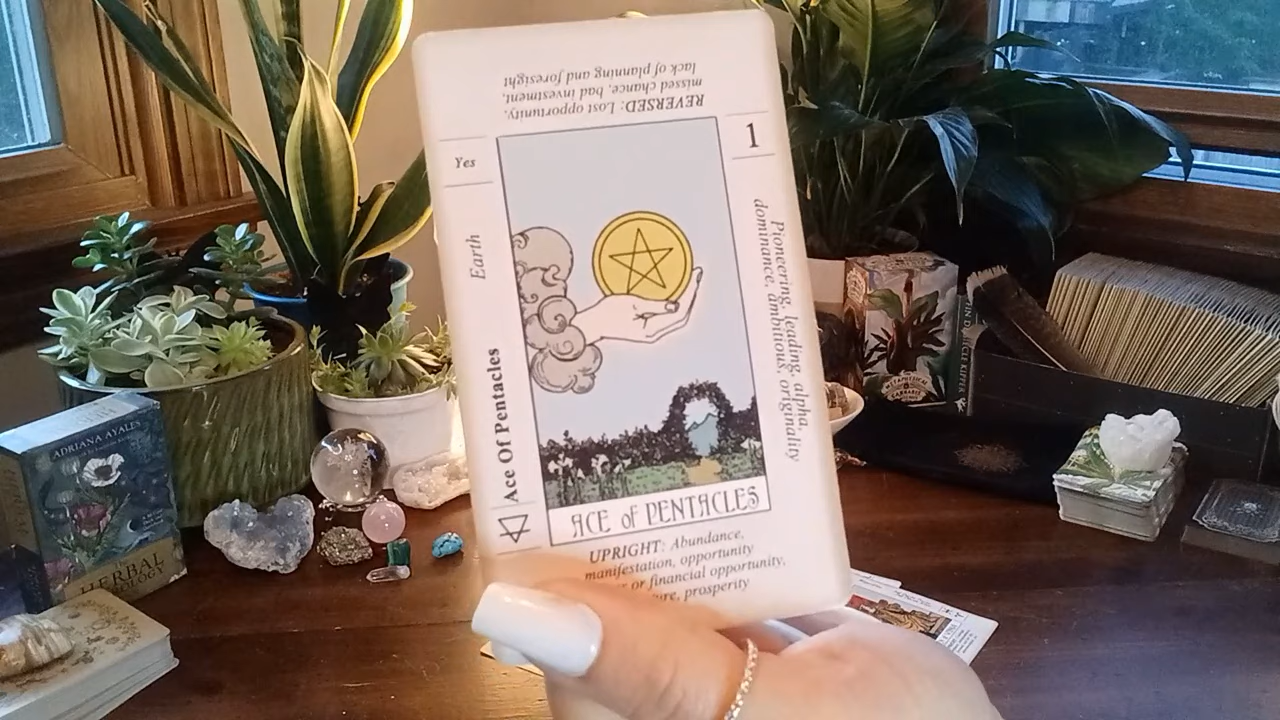 REVERSED: Lost opportunity,
missed chance, bad investment,
lack of planning and foresight
Yes
1
Earth
Pioneering, leading, alpha,
dominance, ambitious, originality
Ace Of Pentacles
ACE OF PENTACLES
UPRIGHT: Abundance,
manifestation, opportunity
or financial opportunity,
prosperity
ADRIANA AYALES
HERBAL
METAPHYSICAL
CANNABIS